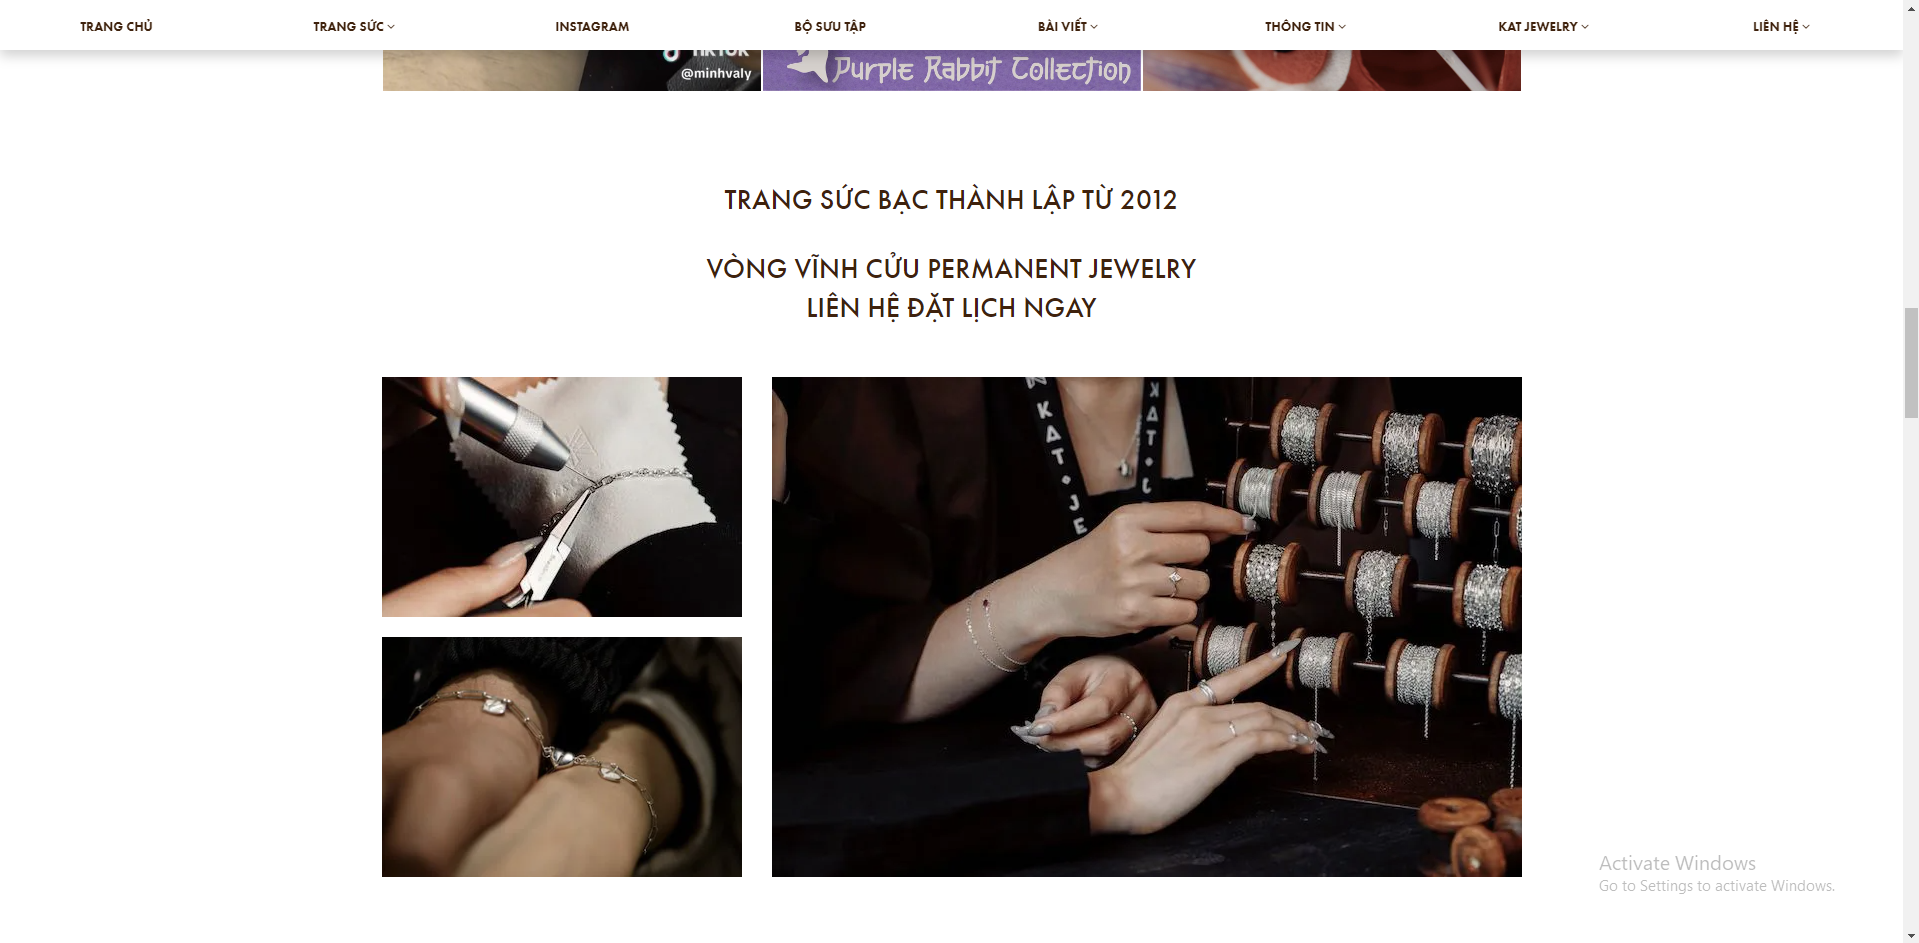 TRANG CHỦ
TRANG SỨC
INSTAGRAM
BỘ SƯU TẬP
BÀI VIẾT
THÔNG TIN
KAT JEWELRY
LIÊN HỆ
@minhvaly
Purple Rabbit Collection
TRANG SỨC BẠC THÀNH LẬP TỪ 2012
VÒNG VĨNH CỬU PERMANENT JEWELRY
LIÊN HỆ ĐẶT LỊCH NGAY
KAT JE
KAT
Activate Windows
Go to Settings to activate Windows.